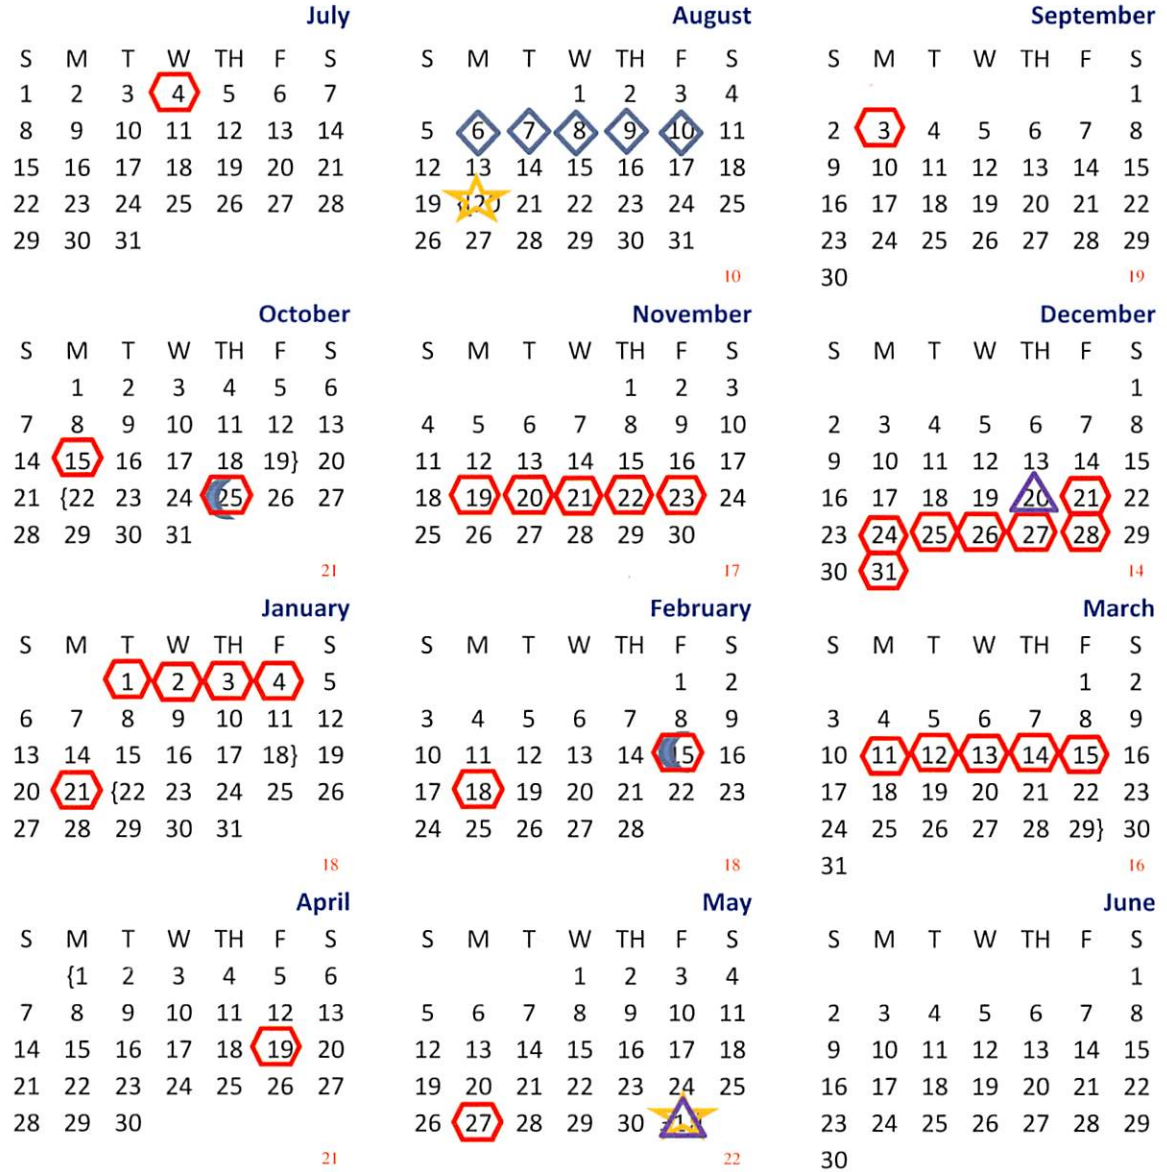 July
S M T W TH F S
1 2 3 4 5 6 7
8 9 10 11 12 13 14
15 16 17 18 19 20 21
22 23 24 25 26 27 28
29 30 31
August
S M T W TH F S
1 2 3 4
5 6 7 8 9 10 11
12 13 14 15 16 17 18
19 {20 21 22 23 24 25
26 27 28 29 30 31
10
September
S M T W TH F S
1
2 3 4 5 6 7 8
9 10 11 12 13 14 15
16 17 18 19 20 21 22
23 24 25 26 27 28 29
30
19
October
S M T W TH F S
1 2 3 4 5 6
7 8 9 10 11 12 13
14 15 16 17 18 19} 20
21 {22 23 24 25 26 27
28 29 30 31
21
November
S M T W TH F S
1 2 3
4 5 6 7 8 9 10
11 12 13 14 15 16 17
18 19 20 21 22 23 24
25 26 27 28 29 30
17
December
S M T W TH F S
1
2 3 4 5 6 7 8
9 10 11 12 13 14 15
16 17 18 19 20 21 22
23 24 25 26 27 28 29
30 31
14
January
S M T W TH F S
1 2 3 4 5
6 7 8 9 10 11 12
13 14 15 16 17 18} 19
20 21 {22 23 24 25 26
27 28 29 30 31
18
February
S M T W TH F S
1 2
3 4 5 6 7 8 9
10 11 12 13 14 15 16
17 18 19 20 21 22 23
24 25 26 27 28
18
March
S M T W TH F S
1 2
3 4 5 6 7 8 9
10 11 12 13 14 15 16
17 18 19 20 21 22 23
24 25 26 27 28 29} 30
31
16
April
S M T W TH F S
{1 2 3 4 5 6
7 8 9 10 11 12 13
14 15 16 17 18 19 20
21 22 23 24 25 26 27
28 29 30
21
May
S M T W TH F S
1 2 3 4
5 6 7 8 9 10 11
12 13 14 15 16 17 18
19 20 21 22 23 24 25
26 27 28 29 30
22
June
S M T W TH F S
1
2 3 4 5 6 7 8
9 10 11 12 13 14 15
16 17 18 19 20 21 22
23 24 25 26 27 28 29
30